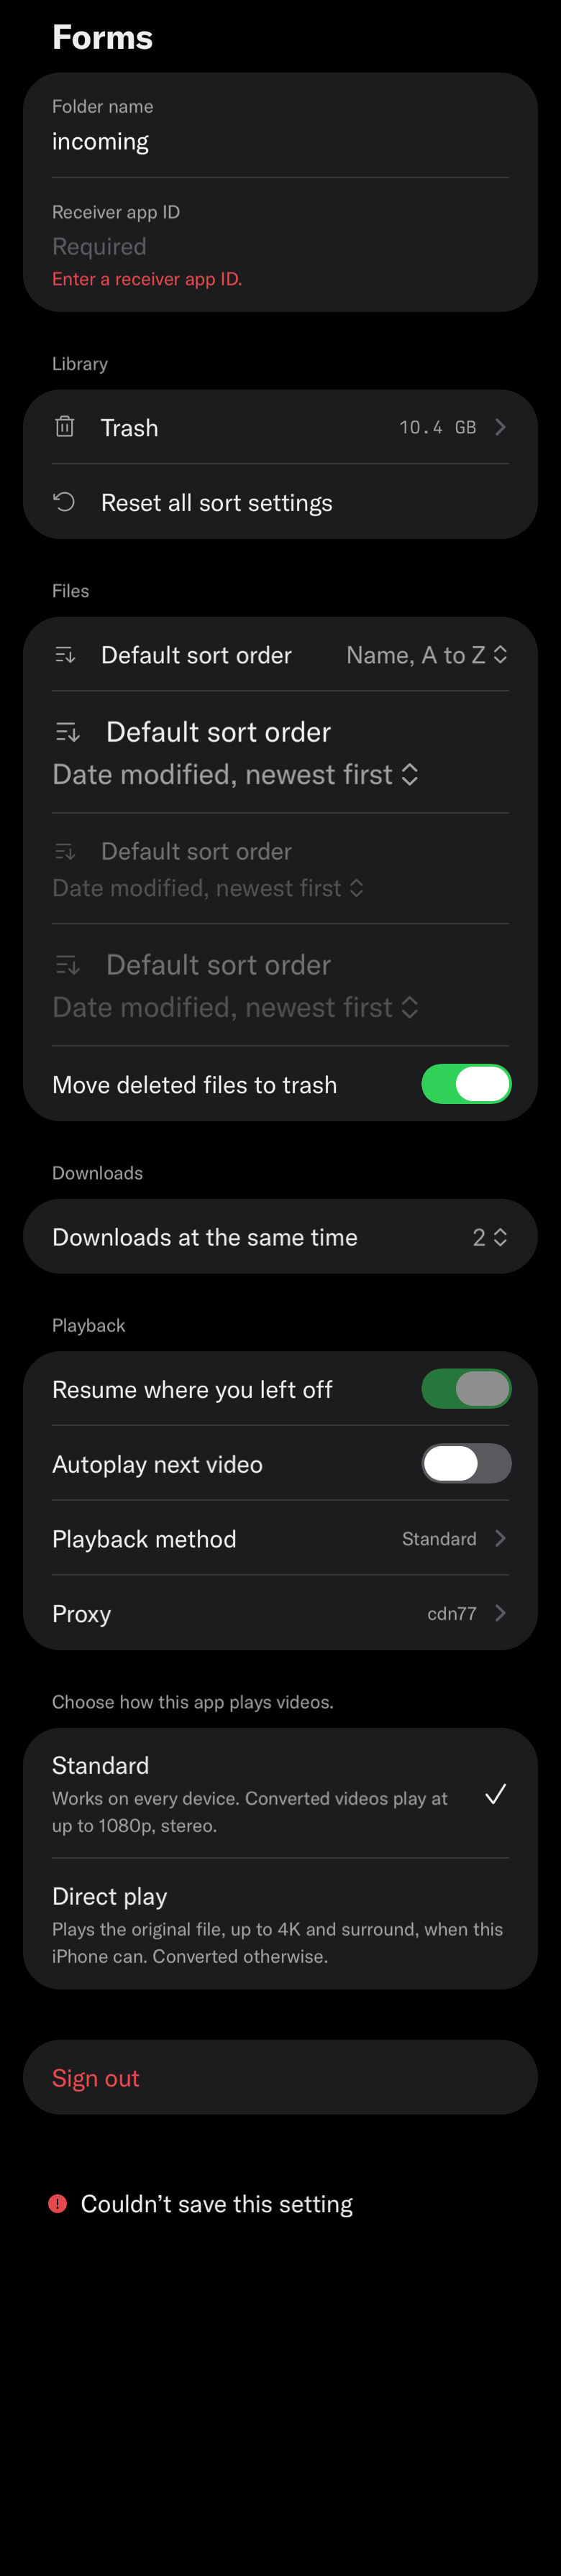 Forms
Folder name
incoming
Receiver app ID
Required
Enter a receiver app ID.
Library
Trash 10.4 GB
Reset all sort settings
Files
Default sort order Name, A to Z
Default sort order
Date modified, newest first
Default sort order
Date modified, newest first
Default sort order
Date modified, newest first
Move deleted files to trash
Downloads
Downloads at the same time 2
Playback
Resume where you left off
Autoplay next video
Playback method Standard
Proxy cdn77
Choose how this app plays videos.
Standard
Works on every device. Converted videos play at
up to 1080p, stereo.
Direct play
Plays the original file, up to 4K and surround, when this
iPhone can. Converted otherwise.
Sign out
Couldn’t save this setting